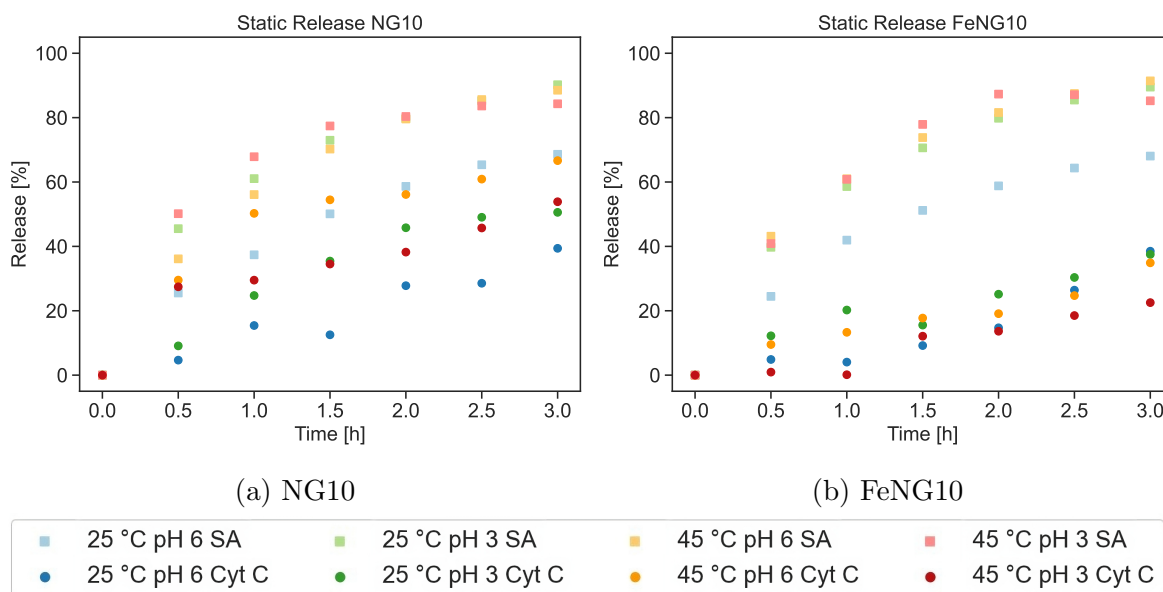 Static Release NG10
100
80
60
40
20
0
Release [%]
0.0 0.5 1.0 1.5 2.0 2.5 3.0
Time [h]
(a) NG10
Static Release FeNG10
100
80
60
40
20
0
Release [%]
0.0 0.5 1.0 1.5 2.0 2.5 3.0
Time [h]
(b) FeNG10
25 °C pH 6 SA 25 °C pH 3 SA 45 °C pH 6 SA 45 °C pH 3 SA
25 °C pH 6 Cyt C 25 °C pH 3 Cyt C 45 °C pH 6 Cyt C 45 °C pH 3 Cyt C